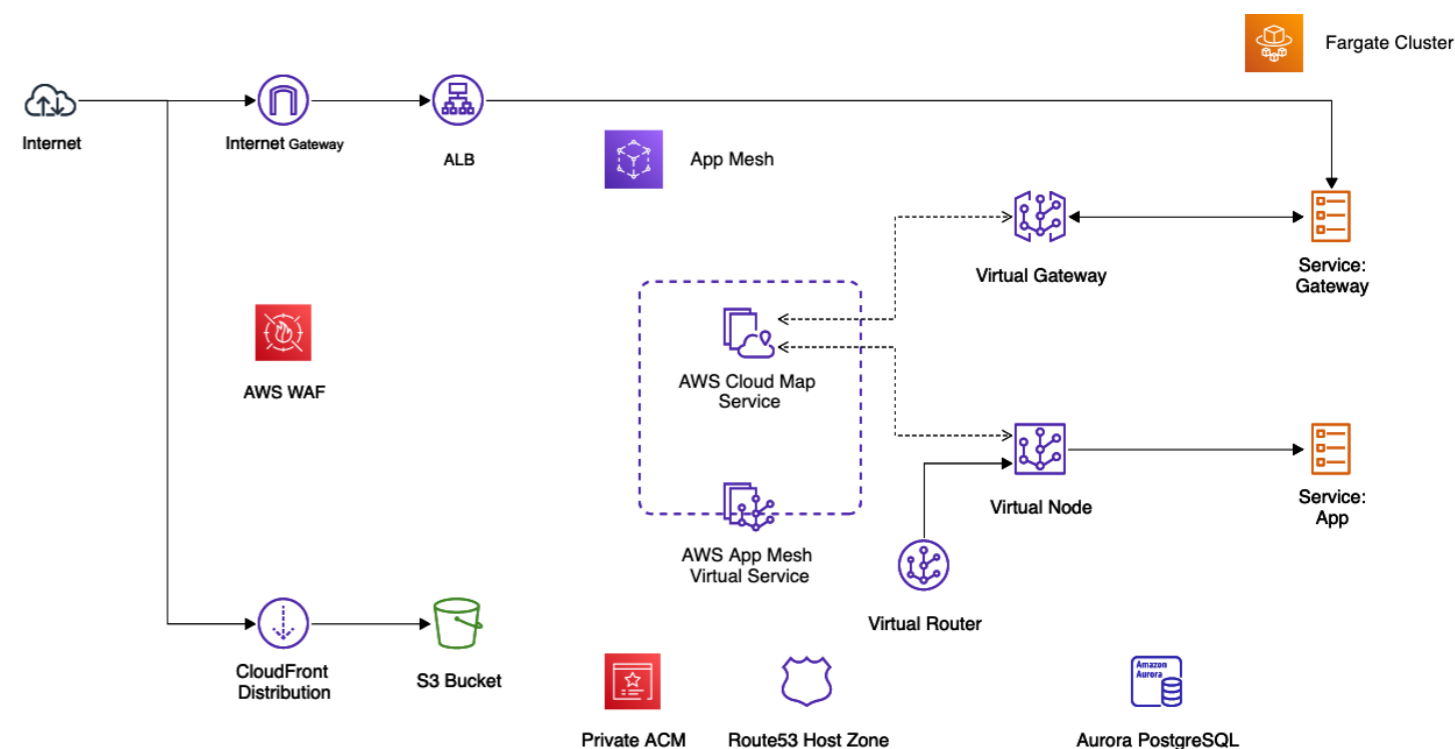 Fargate Cluster
Internet
Internet Gateway
ALB
App Mesh
Virtual Gateway
Service:
Gateway
AWS WAF
AWS Cloud Map
Service
Virtual Node
Service:
App
AWS App Mesh
Virtual Service
Virtual Router
CloudFront
Distribution
S3 Bucket
Amazon
Aurora
Private ACM
Route53 Host Zone
Aurora PostgreSQL